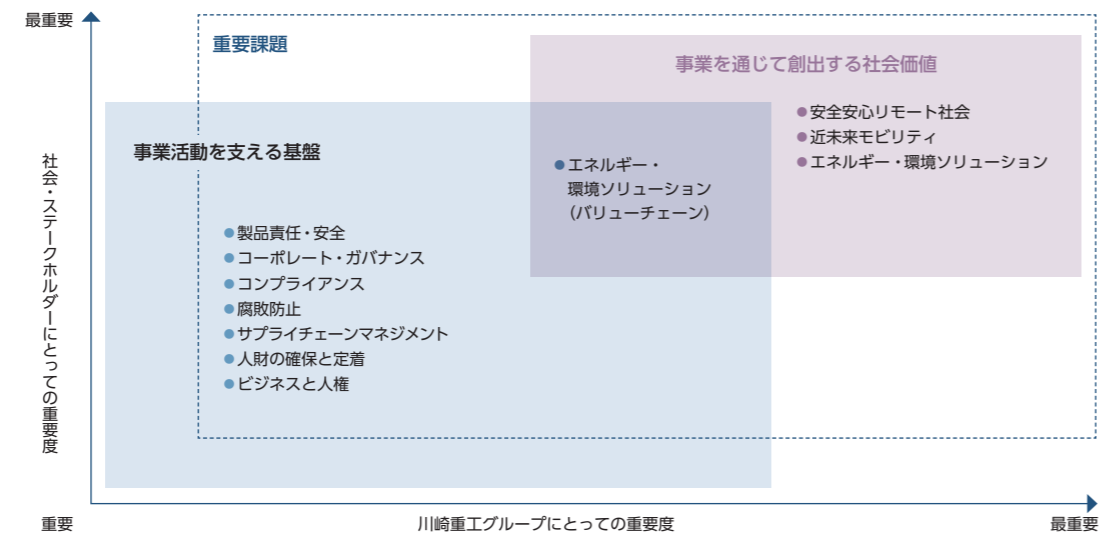 最重要
重要課題
事業を通じて創出する社会価値
●安全安心リモート社会
●近未来モビリティ
●エネルギー・環境ソリューション
事業活動を支える基盤
●エネルギー・
環境ソリューション
（バリューチェーン）
●製品責任・安全
●コーポレート・ガバナンス
●コンプライアンス
●腐敗防止
●サプライチェーンマネジメント
●人財の確保と定着
●ビジネスと人権
社会・ステークホルダーにとっての重要度
重要
川崎重工グループにとっての重要度
最重要